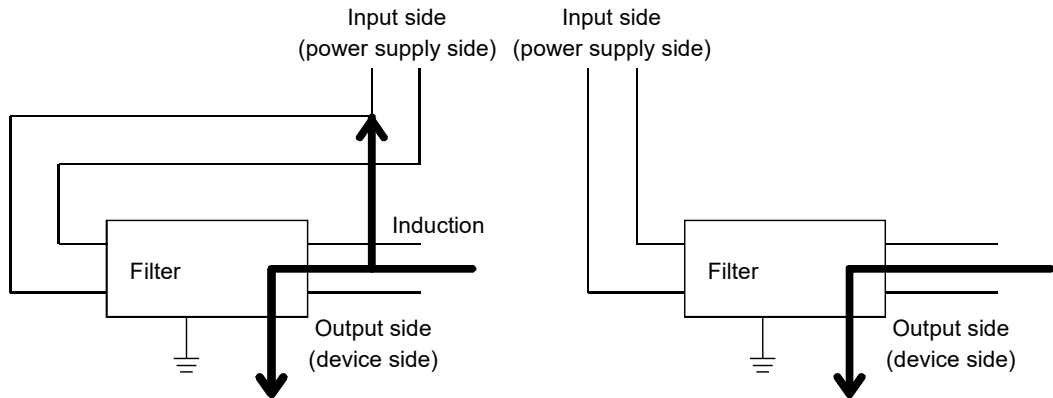 Input side
(power supply side)
Induction
Filter
Output side
(device side)
Input side
(power supply side)
Filter
Output side
(device side)